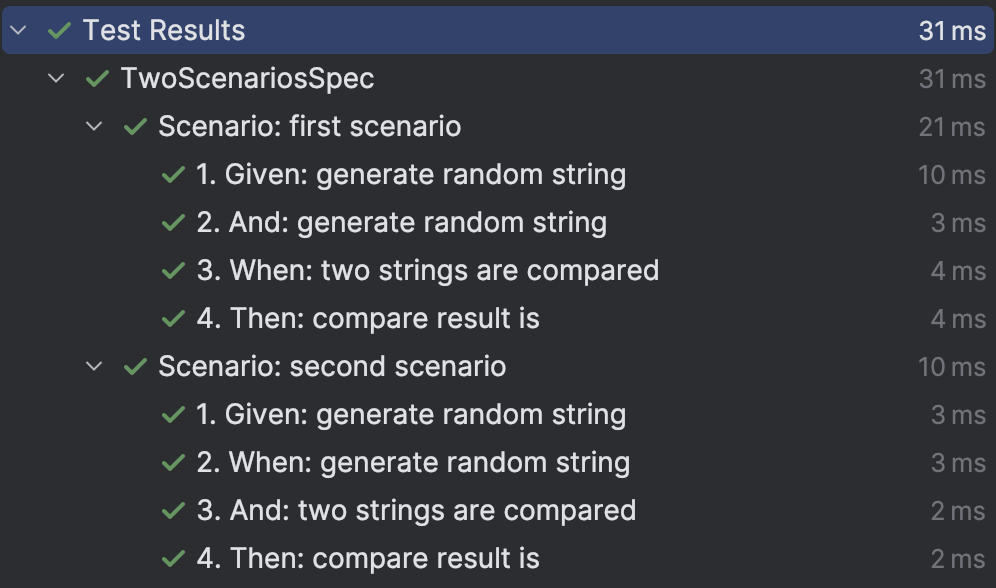 Test Results 31 ms
TwoScenariosSpec 31 ms
Scenario: first scenario 21 ms
1. Given: generate random string 10 ms
2. And: generate random string 3 ms
3. When: two strings are compared 4 ms
4. Then: compare result is 4 ms
Scenario: second scenario 10 ms
1. Given: generate random string 3 ms
2. When: generate random string 3 ms
3. And: two strings are compared 2 ms
4. Then: compare result is 2 ms